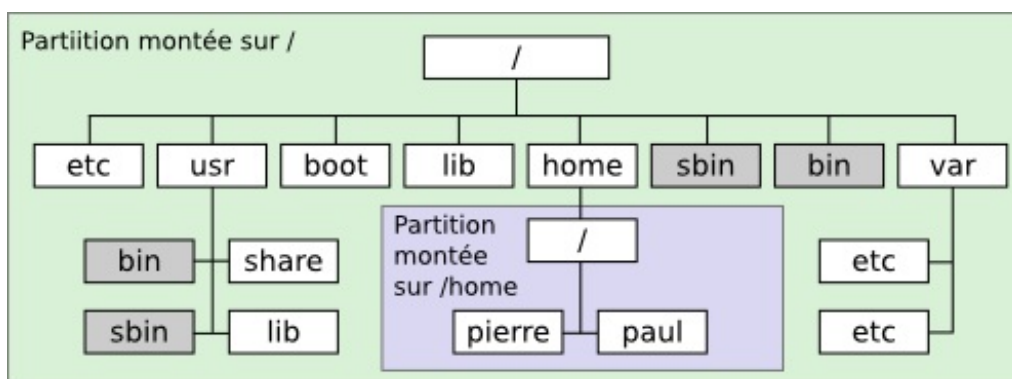 Partiition montée sur /
/
etc usr boot lib home sbin bin var
Partition
montée
sur /home
/
bin share
etc
sbin lib
pierre paul
etc